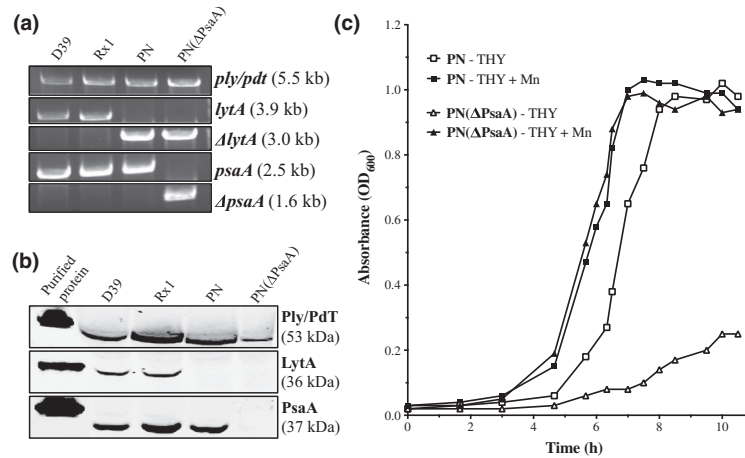 (a)
D39
Rx1
PN
PN(ΔPsaA)
ply/pdt (5.5 kb)
lytA (3.9 kb)
ΔlytA (3.0 kb)
psaA (2.5 kb)
ΔpsaA (1.6 kb)
(b)
Purified
protein
D39
Rx1
PN
PN(ΔPsaA)
Ply/PdT
(53 kDa)
LytA
(36 kDa)
PsaA
(37 kDa)
(c)
1.2
1.0
0.8
0.6
0.4
0.2
0.0
Absorbance (OD600)
PN - THY
PN - THY + Mn
PN(ΔPsaA) - THY
PN(ΔPsaA) - THY + Mn
0
2
4
6
8
10
Time (h)